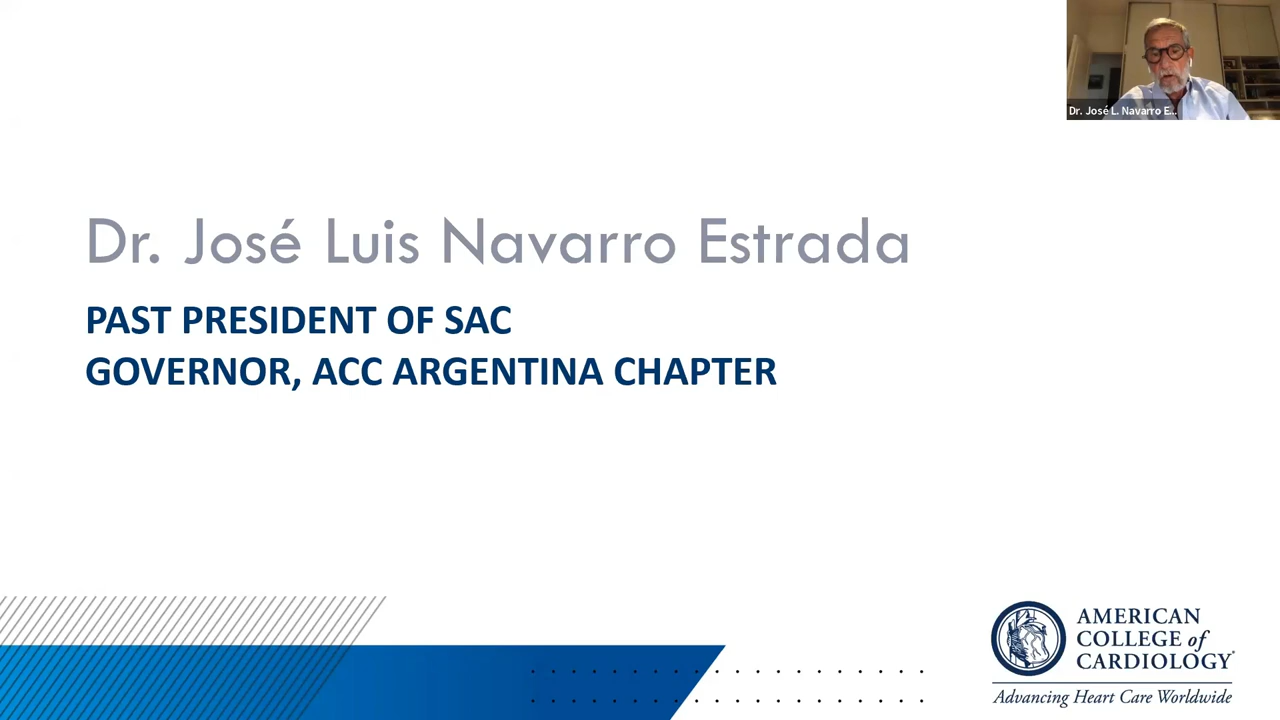 Dr. José L. Navarro E...
Dr. José Luis Navarro Estrada
PAST PRESIDENT OF SAC
GOVERNOR, ACC ARGENTINA CHAPTER
AMERICAN
COLLEGE of
CARDIOLOGY®
Advancing Heart Care Worldwide